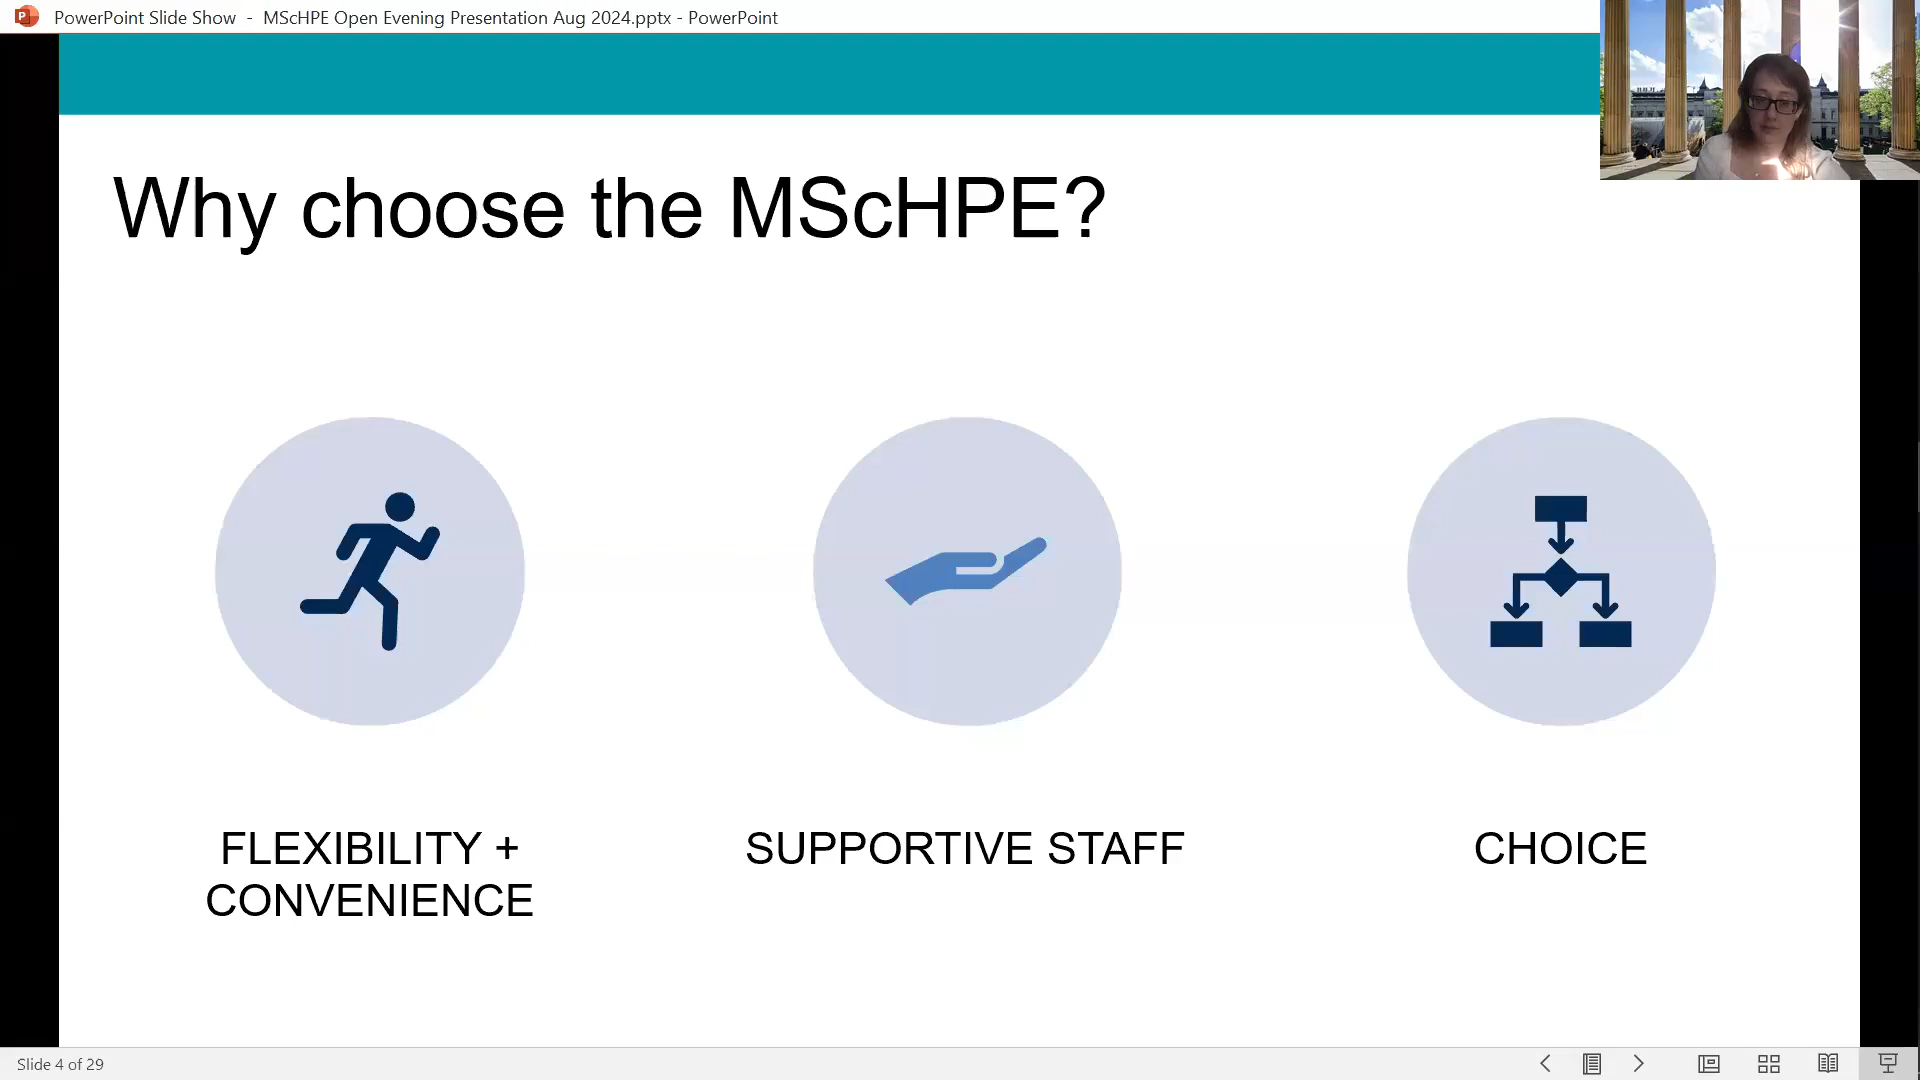 PowerPoint Slide Show - MScHPE Open Evening Presentation Aug 2024.pptx - PowerPoint
Why choose the MScHPE?
FLEXIBILITY +
CONVENIENCE
SUPPORTIVE STAFF
CHOICE
Slide 4 of 29